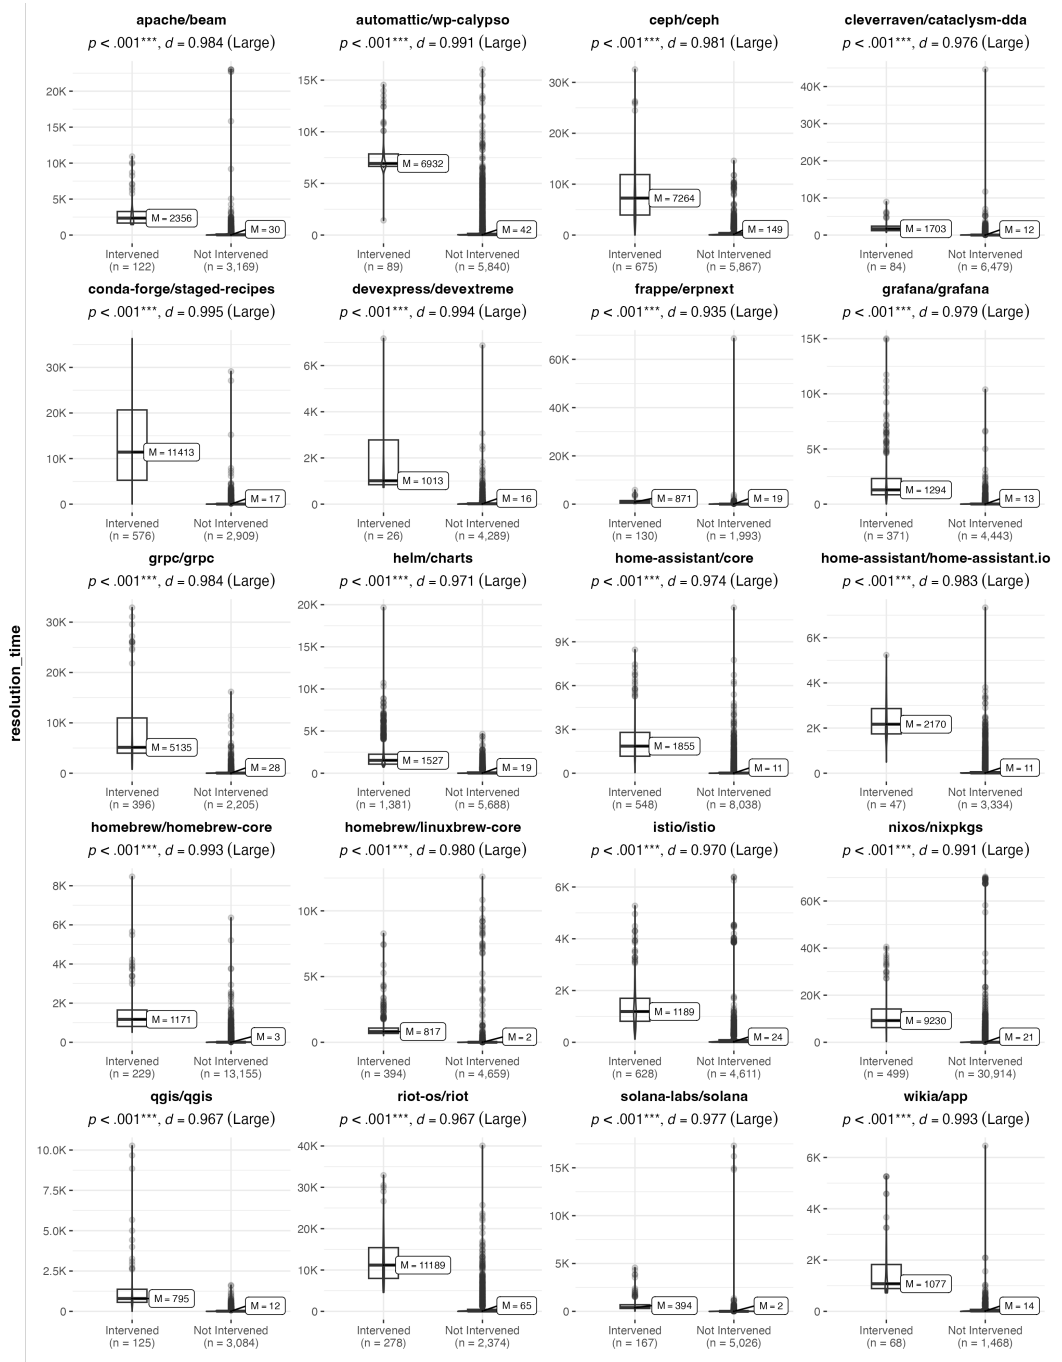 apache/beam
p < .001***, d = 0.984 (Large)
20K
15K
10K
5K
0
M = 2356
M = 30
Intervened
(n = 122)
Not Intervened
(n = 3,169)
automattic/wp-calypso
p < .001***, d = 0.991 (Large)
15K
10K
5K
0
M = 6932
M = 42
Intervened
(n = 89)
Not Intervened
(n = 5,840)
ceph/ceph
p < .001***, d = 0.981 (Large)
30K
20K
10K
0
M = 7264
M = 149
Intervened
(n = 675)
Not Intervened
(n = 5,867)
cleverraven/cataclysm-dda
p < .001***, d = 0.976 (Large)
40K
30K
20K
10K
0
M = 1703
M = 12
Intervened
(n = 84)
Not Intervened
(n = 6,479)
conda-forge/staged-recipes
p < .001***, d = 0.995 (Large)
30K
20K
10K
0
M = 11413
M = 17
Intervened
(n = 576)
Not Intervened
(n = 2,909)
devexpress/devextreme
p < .001***, d = 0.994 (Large)
6K
4K
2K
0
M = 1013
M = 16
Intervened
(n = 26)
Not Intervened
(n = 4,289)
frappe/erpnext
p < .001***, d = 0.935 (Large)
60K
40K
20K
0
M = 871
M = 19
Intervened
(n = 130)
Not Intervened
(n = 1,993)
grafana/grafana
p < .001***, d = 0.979 (Large)
15K
10K
5K
0
M = 1294
M = 13
Intervened
(n = 371)
Not Intervened
(n = 4,443)
resolution_time
grpc/grpc
p < .001***, d = 0.984 (Large)
30K
20K
10K
0
M = 5135
M = 28
Intervened
(n = 396)
Not Intervened
(n = 2,205)
helm/charts
p < .001***, d = 0.971 (Large)
20K
15K
10K
5K
0
M = 1527
M = 19
Intervened
(n = 1,381)
Not Intervened
(n = 5,688)
home-assistant/core
p < .001***, d = 0.974 (Large)
9K
6K
3K
0
M = 1855
M = 11
Intervened
(n = 548)
Not Intervened
(n = 8,038)
home-assistant/home-assistant.io
p < .001***, d = 0.983 (Large)
6K
4K
2K
0
M = 2170
M = 11
Intervened
(n = 47)
Not Intervened
(n = 3,334)
homebrew/homebrew-core
p < .001***, d = 0.993 (Large)
8K
6K
4K
2K
0
M = 1171
M = 3
Intervened
(n = 229)
Not Intervened
(n = 13,155)
homebrew/linuxbrew-core
p < .001***, d = 0.980 (Large)
10K
5K
0
M = 817
M = 2
Intervened
(n = 394)
Not Intervened
(n = 4,659)
istio/istio
p < .001***, d = 0.970 (Large)
6K
4K
2K
0
M = 1189
M = 24
Intervened
(n = 628)
Not Intervened
(n = 4,611)
nixos/nixpkgs
p < .001***, d = 0.991 (Large)
60K
40K
20K
0
M = 9230
M = 21
Intervened
(n = 499)
Not Intervened
(n = 30,914)
qgis/qgis
p < .001***, d = 0.967 (Large)
10.0K
7.5K
5.0K
2.5K
0
M = 795
M = 12
Intervened
(n = 125)
Not Intervened
(n = 3,084)
riot-os/riot
p < .001***, d = 0.967 (Large)
40K
30K
20K
10K
0
M = 11189
M = 65
Intervened
(n = 278)
Not Intervened
(n = 2,374)
solana-labs/solana
p < .001***, d = 0.977 (Large)
15K
10K
5K
0
M = 394
M = 2
Intervened
(n = 167)
Not Intervened
(n = 5,026)
wikia/app
p < .001***, d = 0.993 (Large)
6K
4K
2K
0
M = 1077
M = 14
Intervened
(n = 68)
Not Intervened
(n = 1,468)